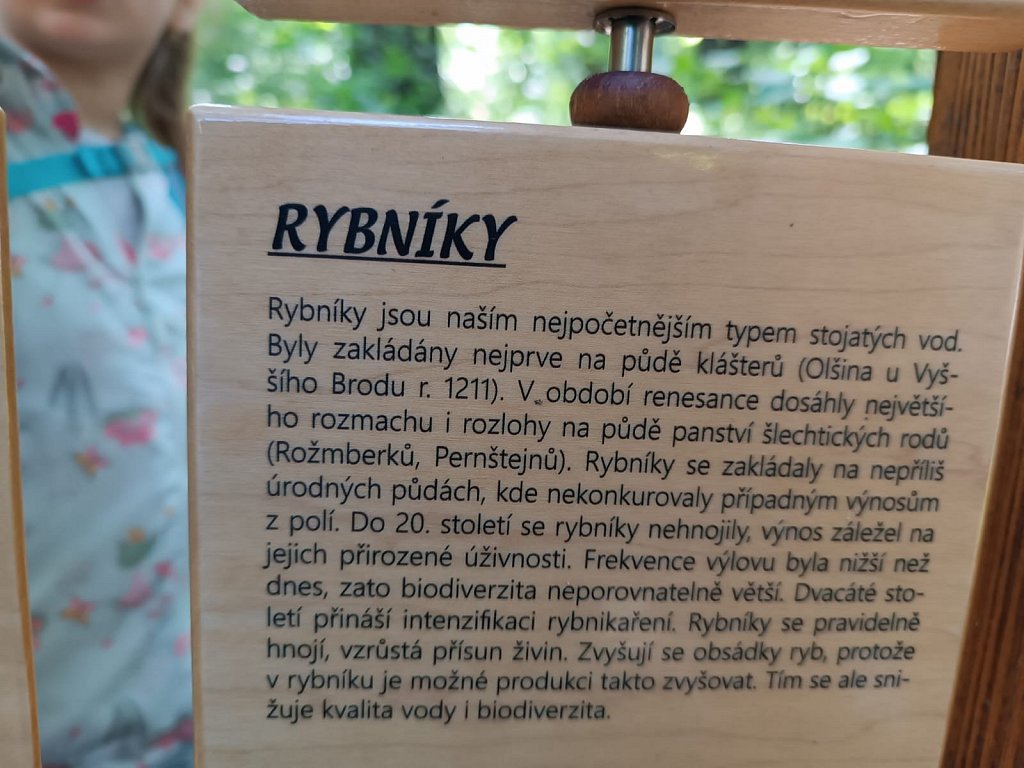 RYBNÍKY
Rybníky jsou naším nejpočetnějším typem stojatých vod.
Byly zakládány nejprve na půdě klášterů (Olšina u Vyš-
šího Brodu r. 1211). V období renesance dosáhly největší-
ho rozmachu i rozlohy na půdě panství šlechtických rodů
(Rožmberků, Pernštejnů). Rybníky se zakládaly na nepříliš
úrodných půdách, kde nekonkurovaly případným výnosům
z polí. Do 20. století se rybníky nehnojily, výnos záležel na
jejich přirozené úživnosti. Frekvence výlovu byla nižší než
dnes, zato biodiverzita neporovnatelně větší. Dvacáté sto-
letí přináší intenzifikaci rybnikaření. Rybníky se pravidelně
hnojí, vzrůstá přísun živin. Zvyšují se obsádky ryb, protože
v rybníku je možné produkci takto zvyšovat. Tím se ale sni-
žuje kvalita vody i biodiverzita.